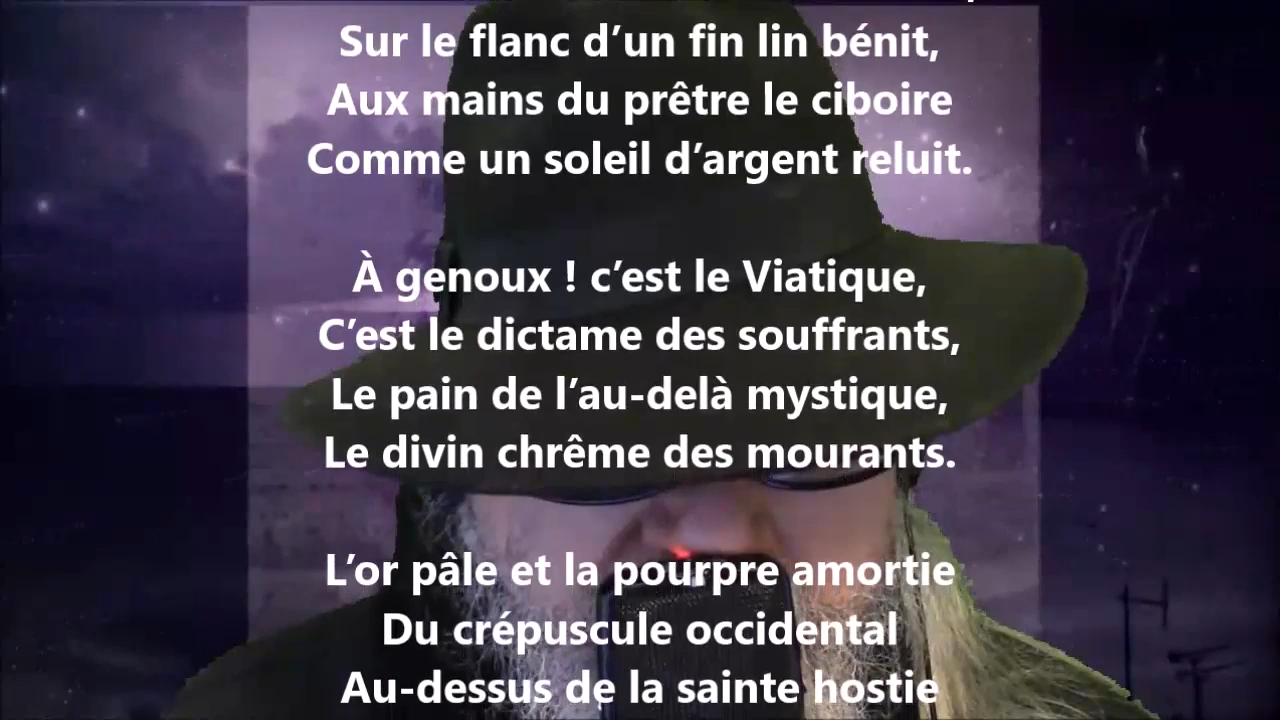 Sur le flanc d’un fin lin bénit,
Aux mains du prêtre le ciboire
Comme un soleil d’argent reluit.
À genoux ! c’est le Viatique,
C’est le dictame des souffrants,
Le pain de l’au-delà mystique,
Le divin chrême des mourants.
L’or pâle et la pourpre amortie
Du crépuscule occidental
Au-dessus de la sainte hostie